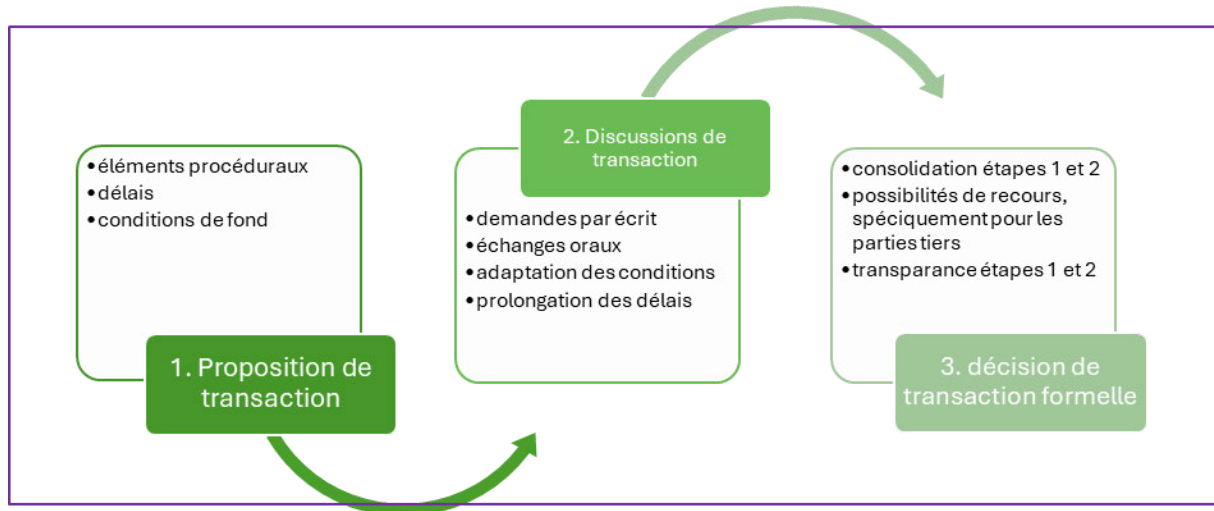 •éléments procéduraux
•délais
•conditions de fond
1. Proposition de
transaction
2. Discussions de
transaction
•demandes par écrit
•échanges oraux
•adaptation des conditions
•prolongation des délais
•consolidation étapes 1 et 2
•possibilités de recours,
spéciquement pour les
parties tiers
•transparance étapes 1 et 2
3. décision de
transaction formelle